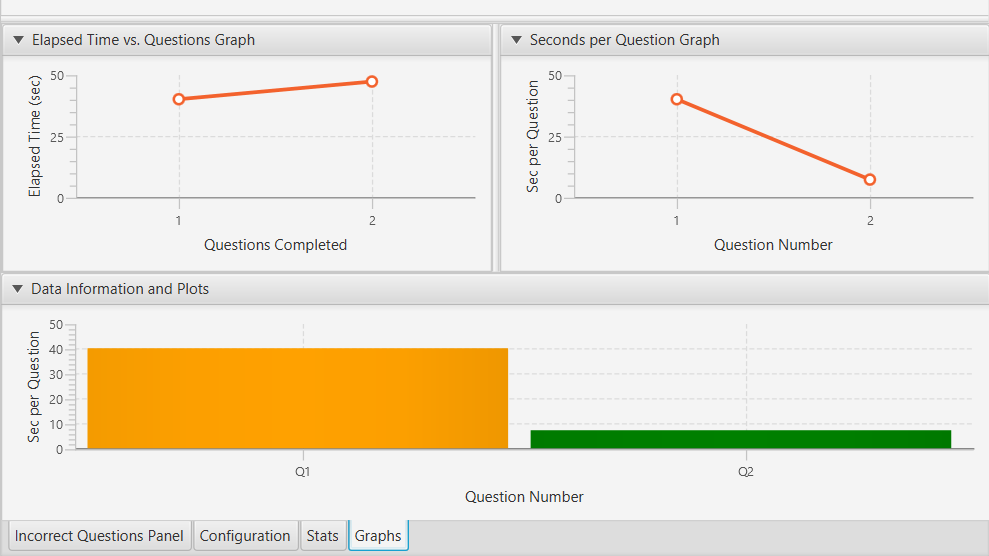 Elapsed Time vs. Questions Graph
50
25
0
Elapsed Time (sec)
1
2
Questions Completed
Seconds per Question Graph
50
25
0
Sec per Question
1
2
Question Number
Data Information and Plots
50
40
30
20
10
0
Sec per Question
Q1
Q2
Question Number
Incorrect Questions Panel
Configuration
Stats
Graphs